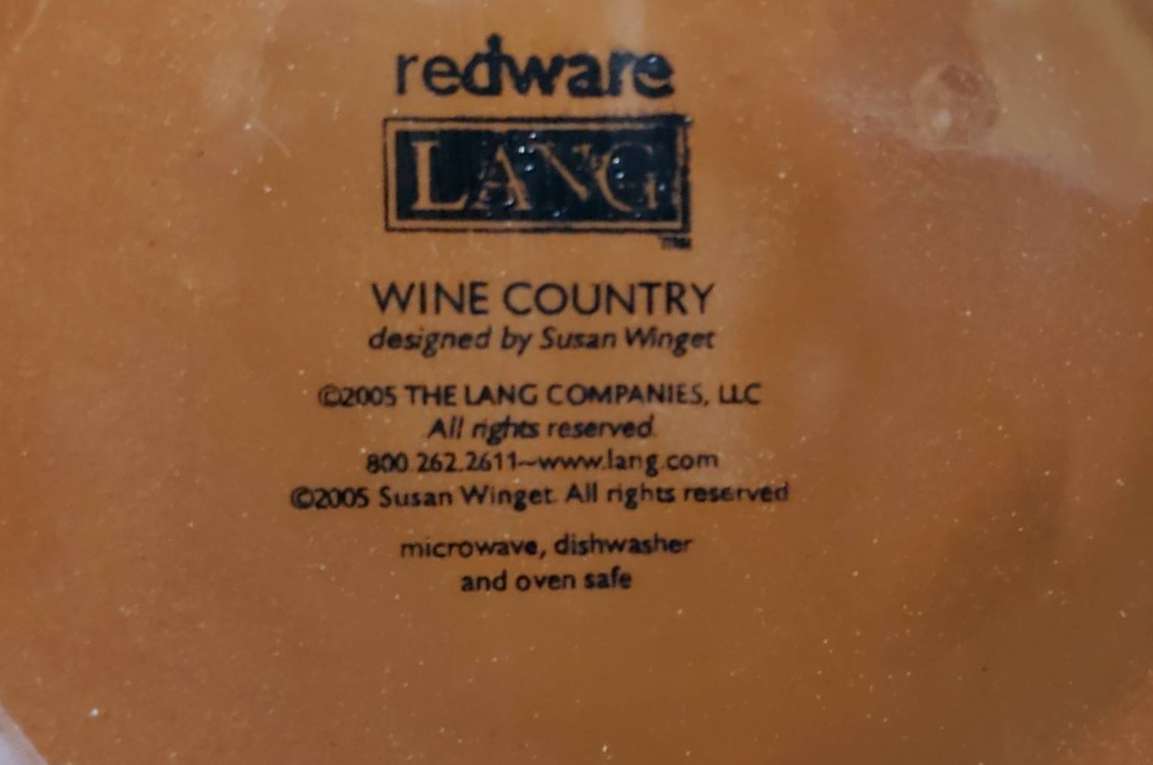 redware
LANG
TM
WINE COUNTRY
designed by Susan Winget
©2005 THE LANG COMPANIES, LLC
All rights reserved.
800.262.2611~www.lang.com
©2005 Susan Winget. All rights reserved
microwave, dishwasher
and oven safe